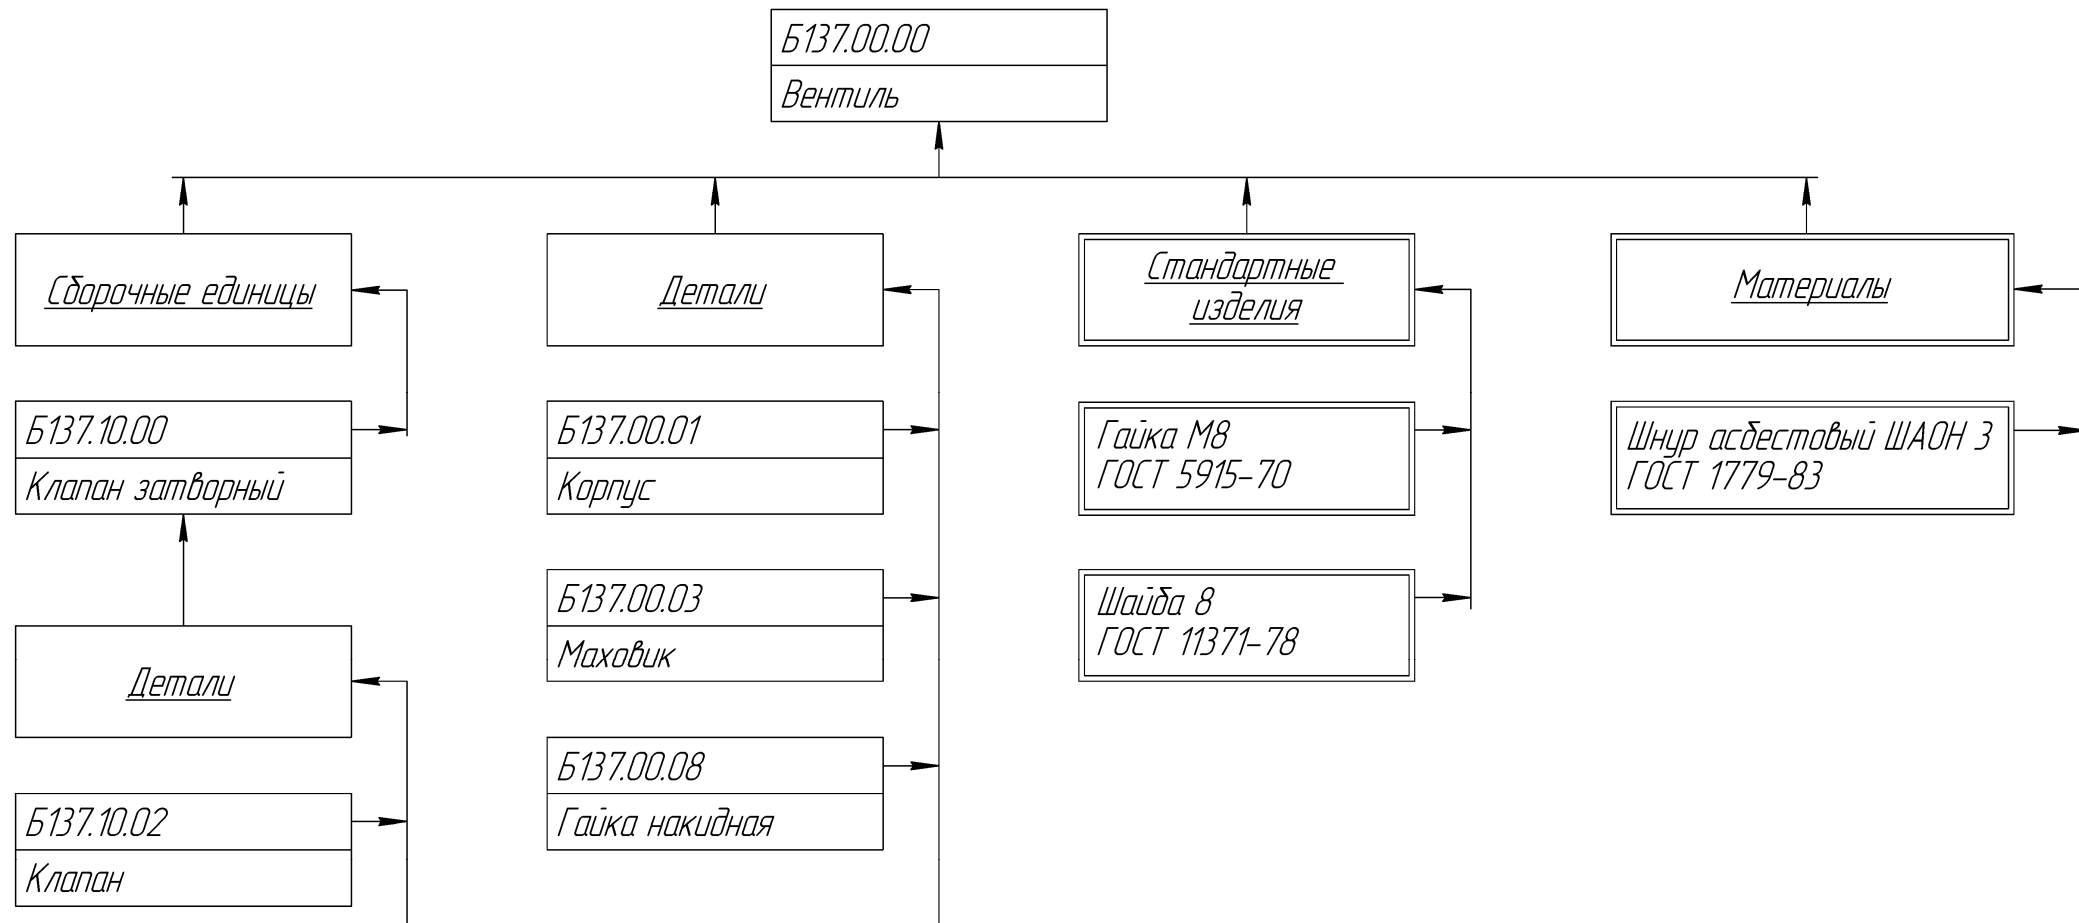 Б137.00.00
Вентиль
Сборочные единицы
Детали
Стандартные
изделия
Материалы
Б137.10.00
Клапан затворный
Б137.00.01
Корпус
Гайка М8
ГОСТ 5915-70
Шнур асбестовый ШАОН 3
ГОСТ 1779-83
Б137.00.03
Маховик
Шайба 8
ГОСТ 11371-78
Детали
Б137.00.08
Гайка накидная
Б137.10.02
Клапан